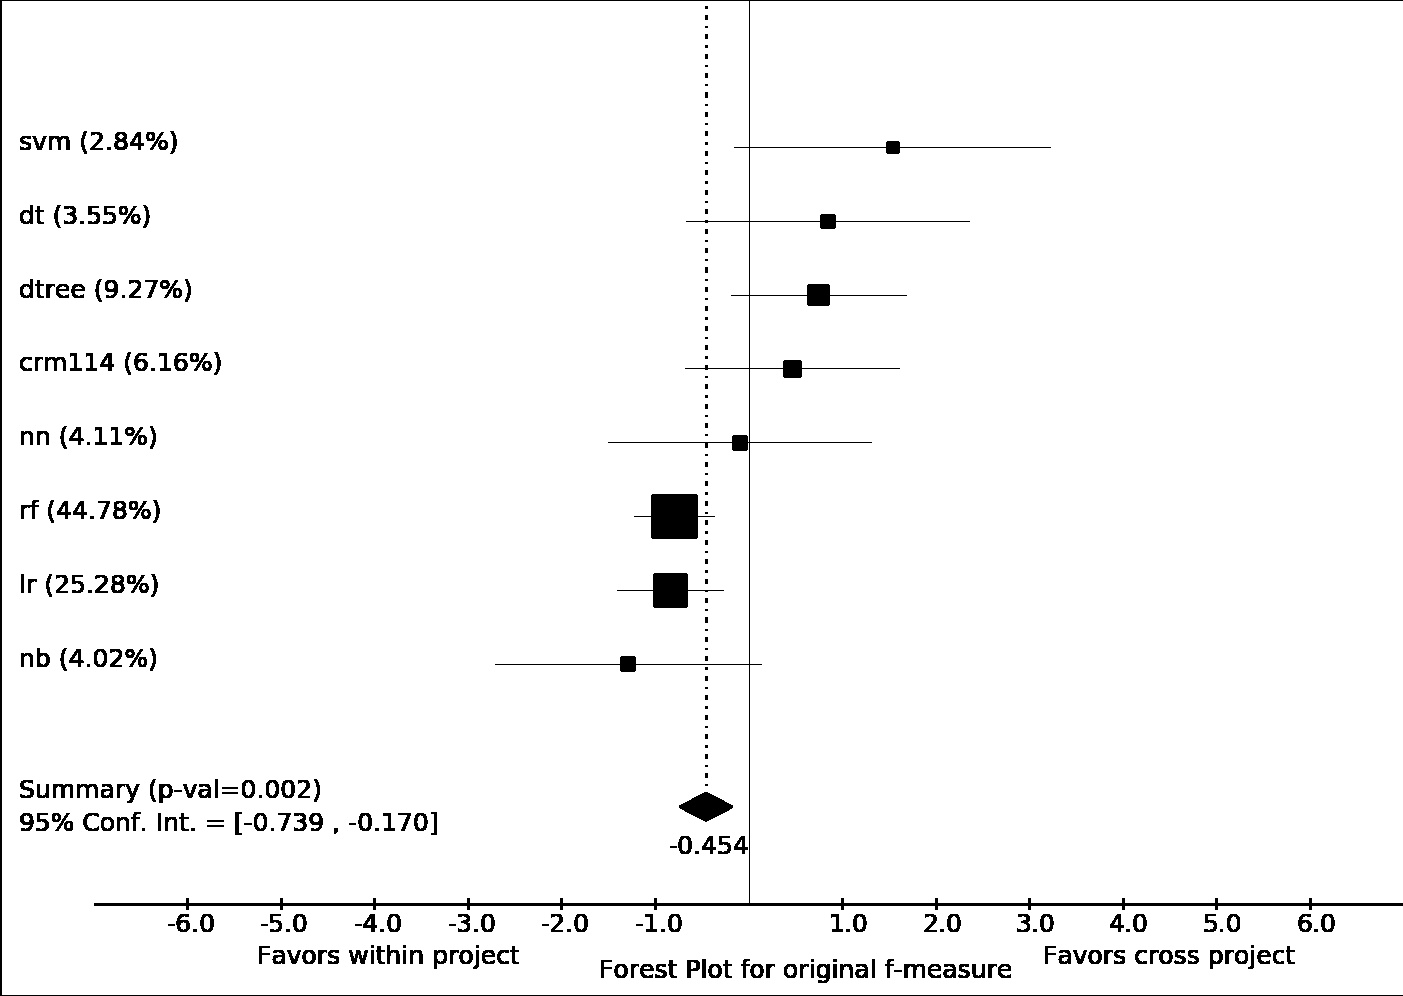 svm (2.84%)
dt (3.55%)
dtree (9.27%)
crm114 (6.16%)
nn (4.11%)
rf (44.78%)
lr (25.28%)
nb (4.02%)
Summary (p-val=0.002)
95% Conf. Int. = [-0.739 , -0.170]
-0.454
-6.0 -5.0 -4.0 -3.0 -2.0 -1.0 1.0 2.0 3.0 4.0 5.0 6.0
Favors within project
Favors cross project
Forest Plot for original f-measure